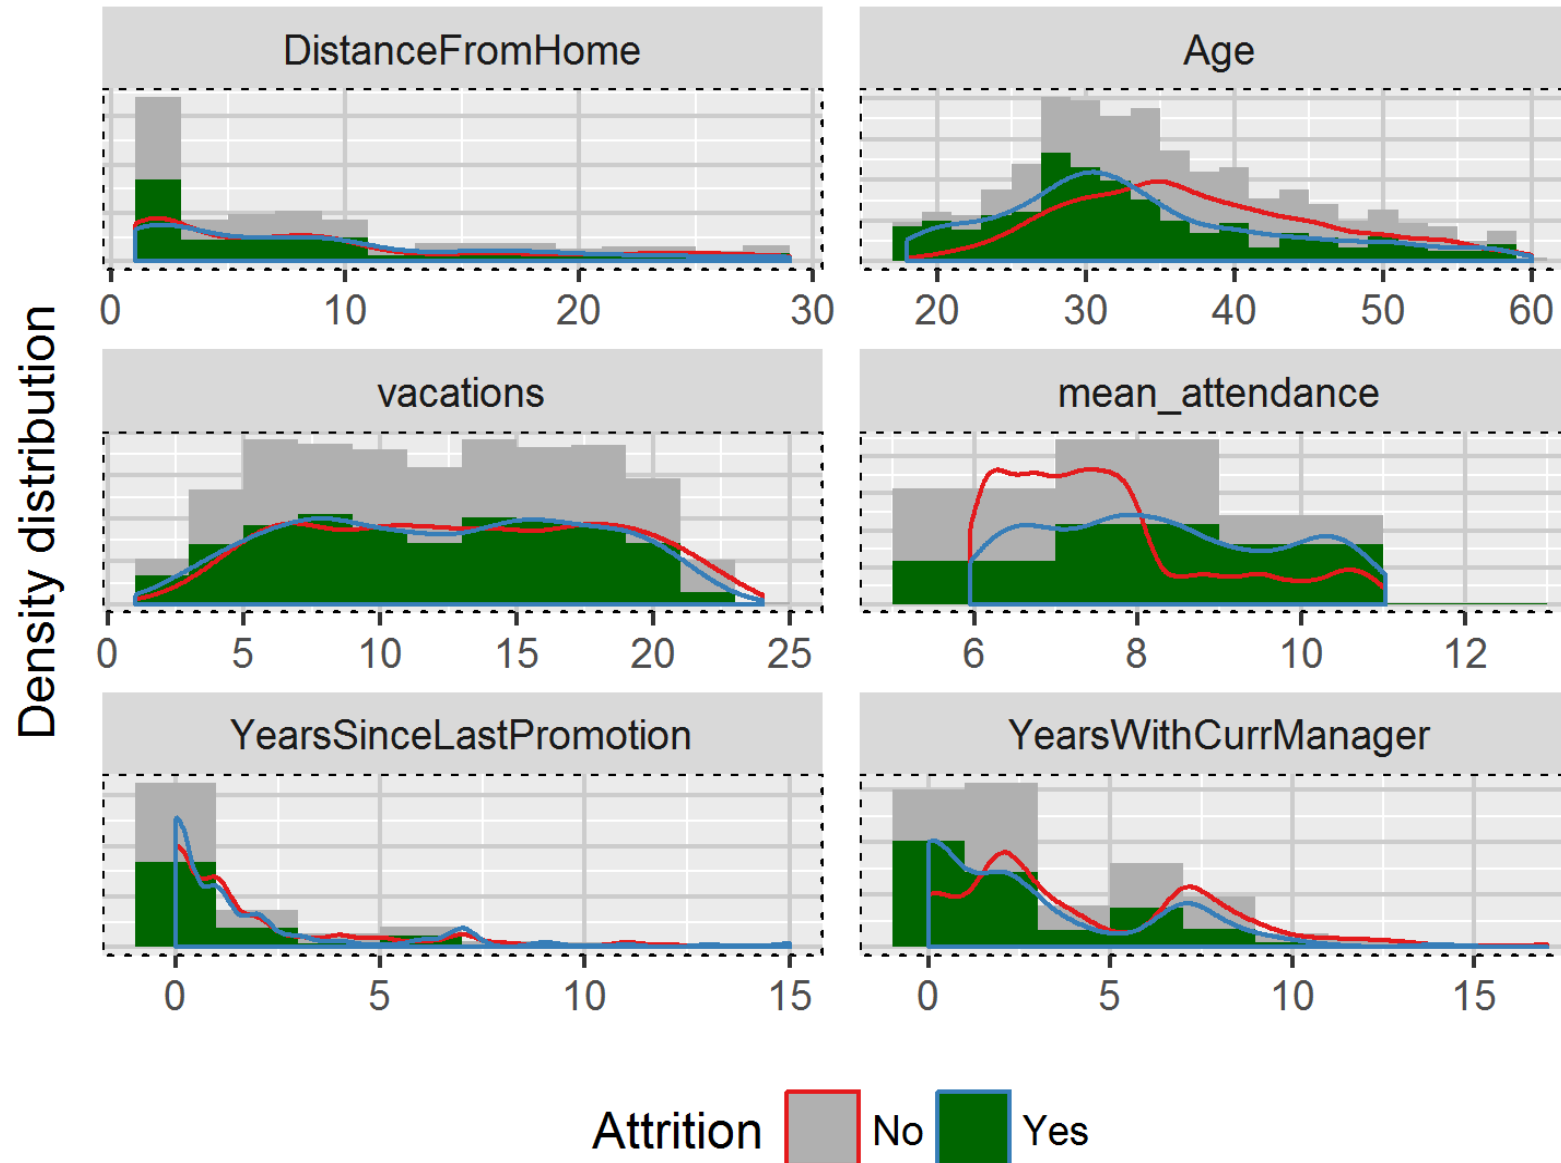 DistanceFromHome
Age
0 10 20 30
20 30 40 50 60
vacations
mean_attendance
0 5 10 15 20 25
6 8 10 12
YearsSinceLastPromotion
YearsWithCurrManager
0 5 10 15
0 5 10 15
Density distribution
Attrition No Yes